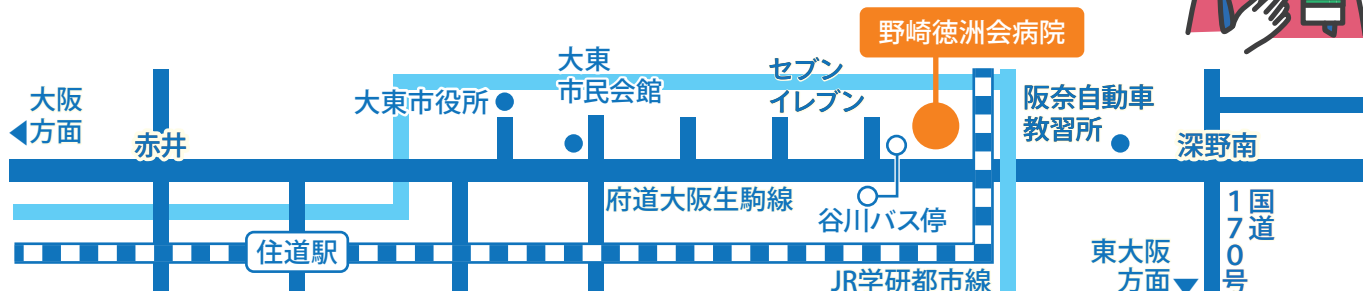 野崎徳洲会病院
大東
市民会館
セブン
イレブン
大阪
方面
大東市役所
阪奈自動車
教習所
赤井
深野南
府道大阪生駒線
谷川バス停
国道
170号
住道駅
東大阪
方面
JR学研都市線